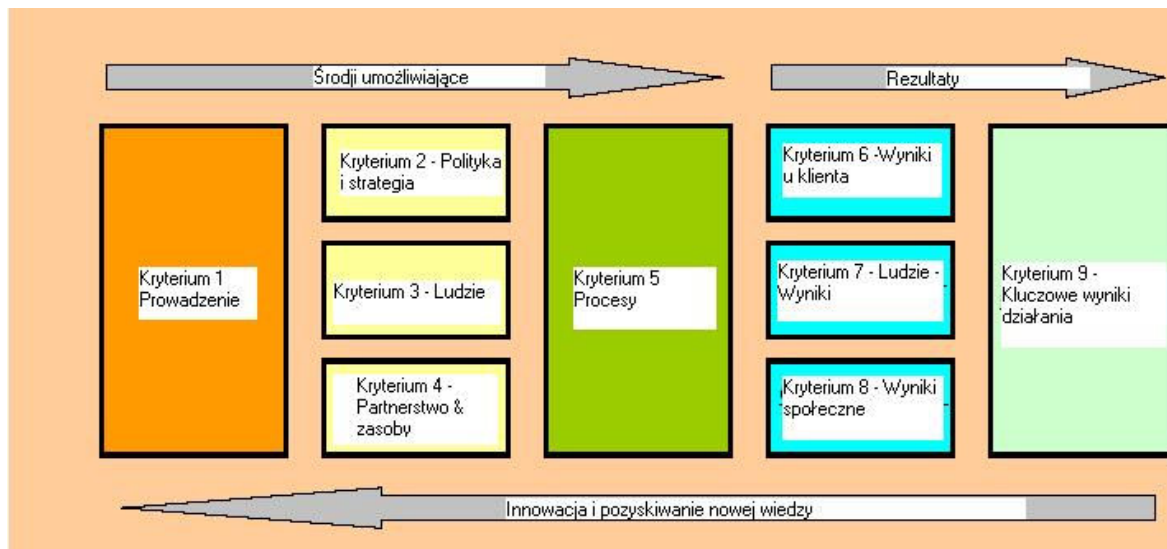 Środji umożliwiające
Rezultaty
Kryterium 1
Prowadzenie
Kryterium 2 - Polityka
i strategia
Kryterium 3 - Ludzie
Kryterium 4 -
Partnerstwo &
zasoby
Kryterium 5
Procesy
Kryterium 6 -Wyniki
u klienta
Kryterium 7 - Ludzie -
Wyniki
Kryterium 8 - Wyniki
społeczne
Kryterium 9 -
Kluczowe wyniki
działania
Innowacja i pozyskiwanie nowej wiedzy